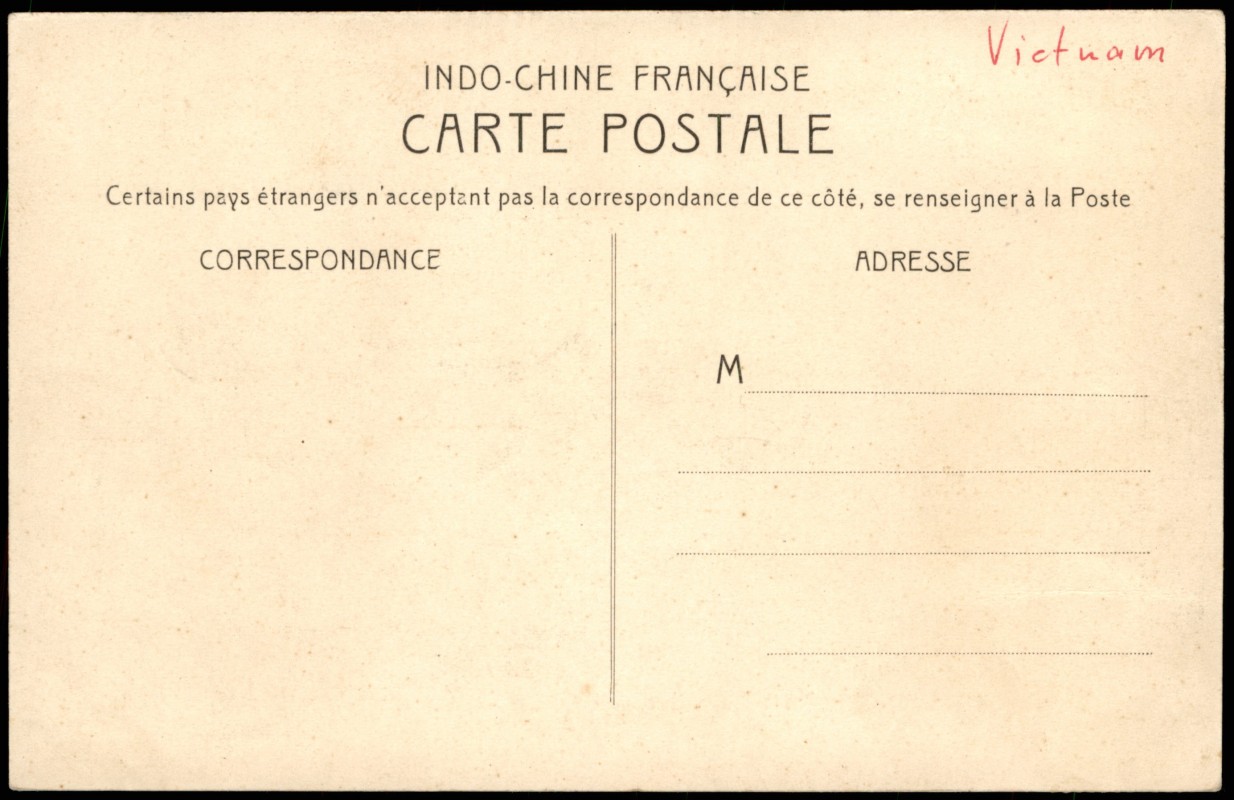 Vietnam
INDO-CHINE FRANÇAISE
CARTE POSTALE
Certains pays étrangers n'acceptant pas la correspondance de ce côté, se renseigner à la Poste
CORRESPONDANCE
ADRESSE
M